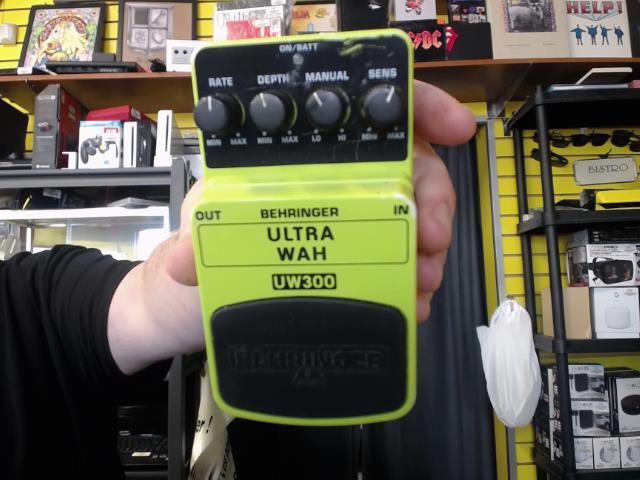 HELP!
AC/DC
BISTRO
ON/BATT
RATE DEPTH MANUAL SENS
MIN MAX MIN MAX LO HI MIN MAX
OUT BEHRINGER IN
ULTRA
WAH
UW300
BEHRINGER